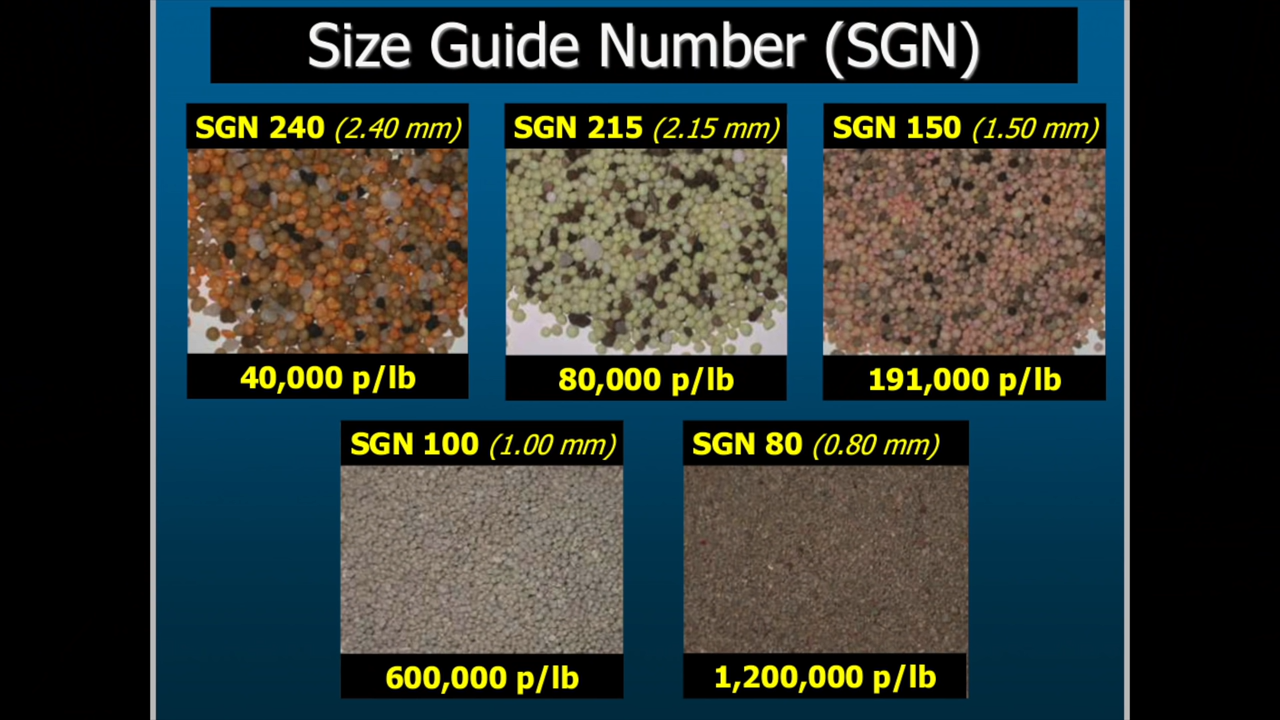 Size Guide Number (SGN)
SGN 240 (2.40 mm)
40,000 p/lb
SGN 215 (2.15 mm)
80,000 p/lb
SGN 150 (1.50 mm)
191,000 p/lb
SGN 100 (1.00 mm)
600,000 p/lb
SGN 80 (0.80 mm)
1,200,000 p/lb